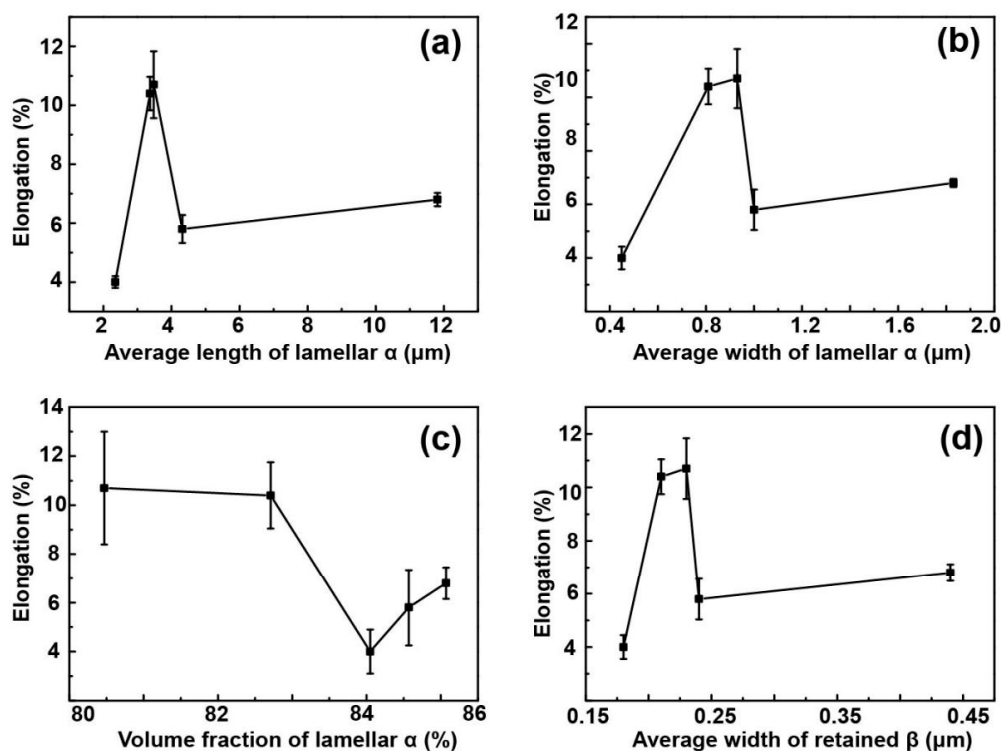 (a)
Elongation (%)
12
10
8
6
4
2 4 6 8 10 12
Average length of lamellar α (μm)
(b)
Elongation (%)
12
10
8
6
4
0.4 0.8 1.2 1.6 2.0
Average width of lamellar α (μm)
(c)
Elongation (%)
14
12
10
8
6
4
80 82 84 86
Volume fraction of lamellar α (%)
(d)
Elongation (%)
12
10
8
6
4
0.15 0.25 0.35 0.45
Average width of retained β (μm)